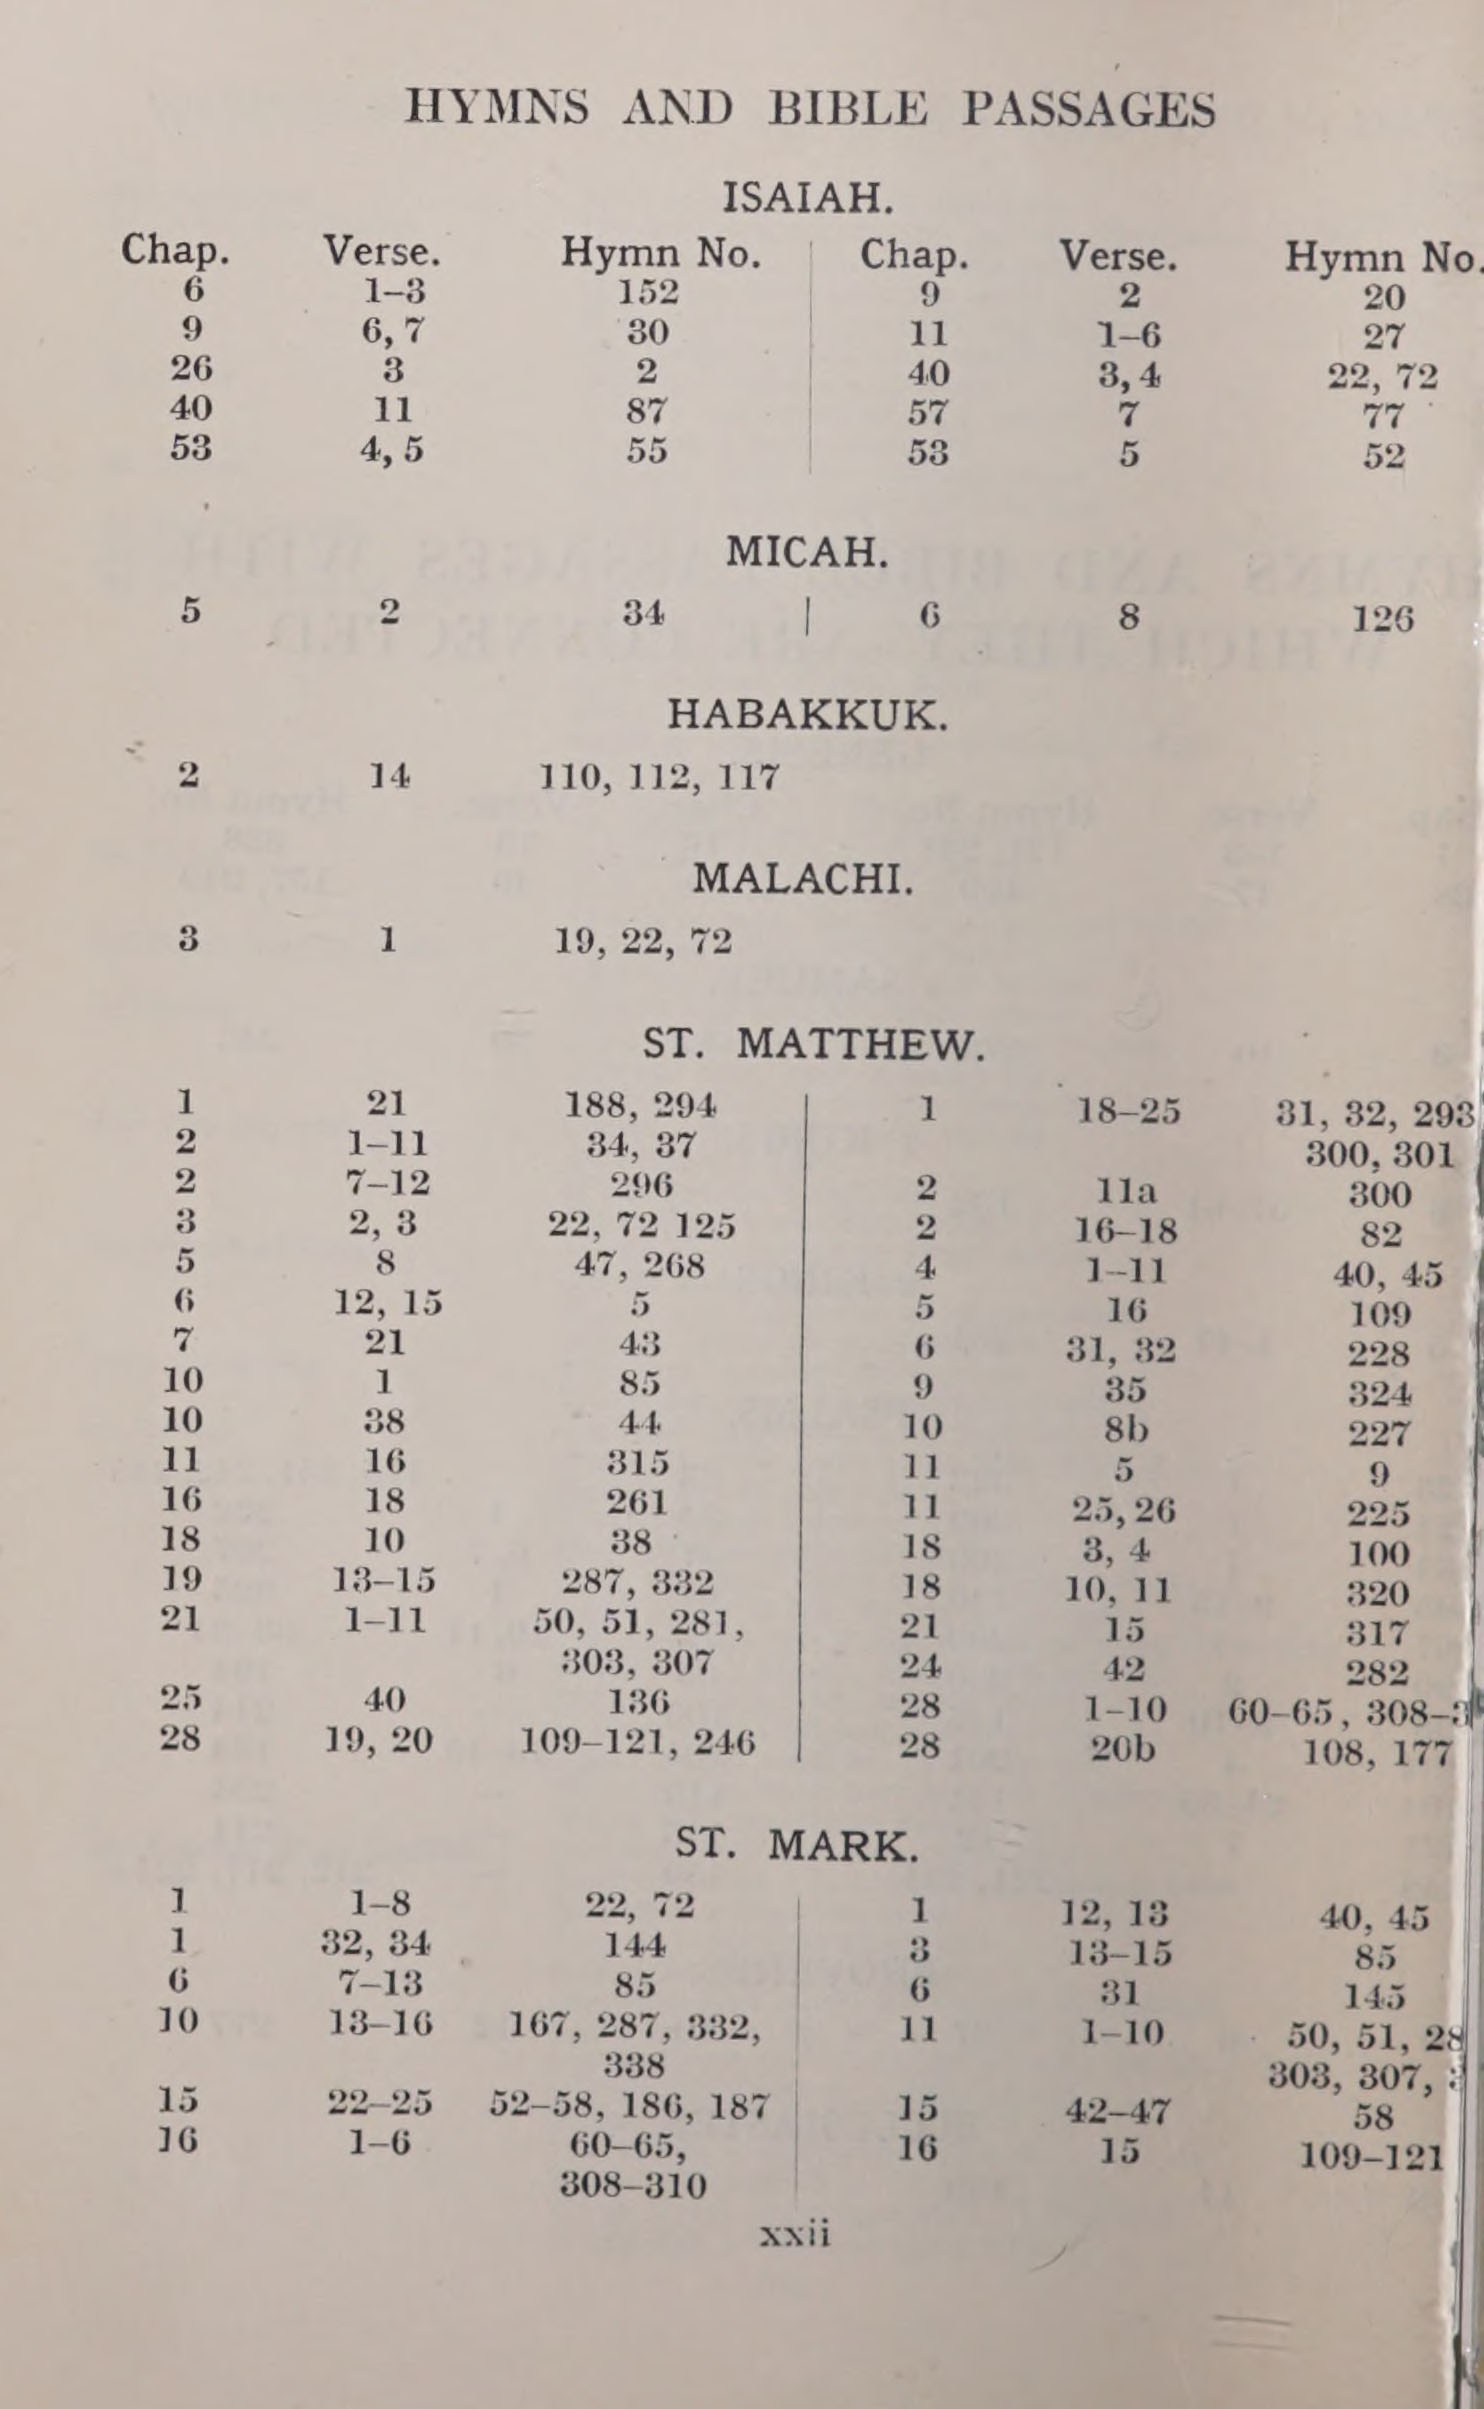 HYMNS AND BIBLE PASSAGES
ISAIAH.
Chap. Verse. Hymn No. Chap. Verse. Hymn No.
6 1–3 152 9 2 20
9 6, 7 30 11 1–6 27
26 3 2 40 3, 4 22, 72
40 11 87 57 7 77
53 4, 5 55 53 5 52
MICAH.
5 2 34 6 8 126
HABAKKUK.
2 14 110, 112, 117
MALACHI.
3 1 19, 22, 72
ST. MATTHEW.
1 21 188, 294 1 18–25 31, 32, 293
2 1–11 34, 37 300, 301
2 7–12 296 2 11a 300
3 2, 3 22, 72 125 2 16–18 82
5 8 47, 268 4 1–11 40, 45
6 12, 15 5 5 16 109
7 21 43 6 31, 32 228
10 1 85 9 35 324
10 38 44 10 8b 227
11 16 315 11 5 9
16 18 261 11 25, 26 225
18 10 38 18 3, 4 100
19 13–15 287, 332 18 10, 11 320
21 1–11 50, 51, 281, 21 15 317
303, 307 24 42 282
25 40 136 28 1–10 60–65, 308–
28 19, 20 109–121, 246 28 20b 108, 177
ST. MARK.
1 1–8 22, 72 1 12, 13 40, 45
1 32, 34 144 3 13–15 85
6 7–13 85 6 31 145
10 13–16 167, 287, 332, 11 1–10 50, 51,
338 303, 307,
15 22–25 52–58, 186, 187 15 42–47 58
16 1–6 60–65, 16 15 109–121
308–310
xxii